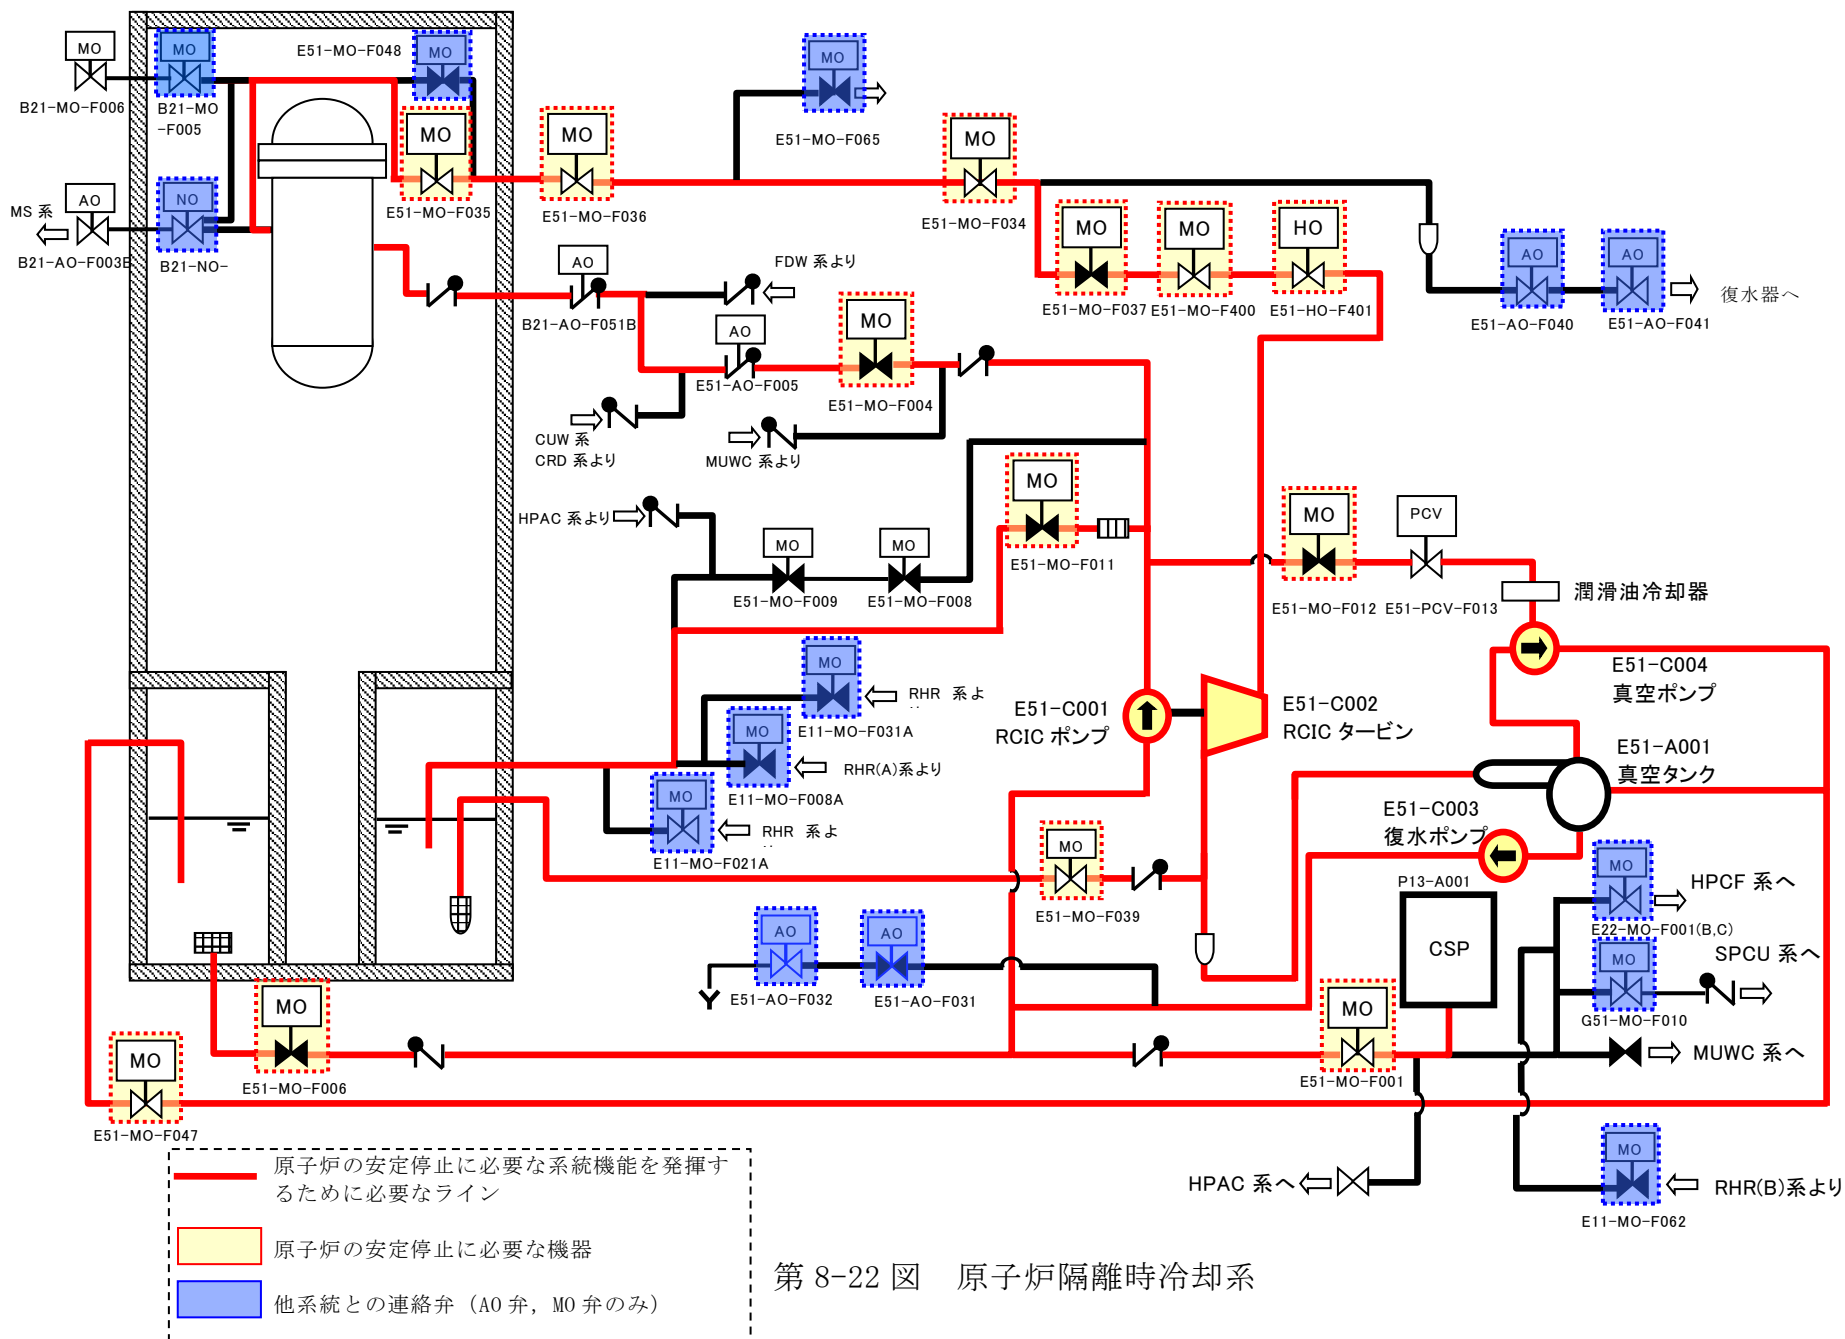 MO
B21-MO-F006
MO
B21-MO
-F005
E51-MO-F048
MO
MO
E51-MO-F035
MO
E51-MO-F036
MO
E51-MO-F065
MO
E51-MO-F034
MS 系
AO
B21-AO-F003B
NO
B21-NO-
MO
E51-MO-F037
MO
E51-MO-F400
HO
E51-HO-F401
AO
E51-AO-F040
AO
E51-AO-F041
復水器へ
AO
B21-AO-F051B
FDW 系より
AO
E51-AO-F005
MO
E51-MO-F004
CUW 系
CRD 系より
MUWC 系より
HPAC 系より
MO
E51-MO-F009
MO
E51-MO-F008
MO
E51-MO-F011
MO
E51-MO-F012
PCV
E51-PCV-F013
潤滑油冷却器
E51-C004
真空ポンプ
MO
E11-MO-F031A
RHR 系よ
MO
E11-MO-F008A
RHR(A)系より
MO
E11-MO-F021A
RHR 系よ
E51-C001
RCIC ポンプ
E51-C002
RCIC タービン
E51-A001
真空タンク
E51-C003
復水ポンプ
MO
E51-MO-F039
P13-A001
CSP
MO
E22-MO-F001(B,C)
HPCF 系へ
MO
G51-MO-F010
SPCU 系へ
MUWC 系へ
AO
E51-AO-F032
AO
E51-AO-F031
MO
E51-MO-F001
MO
E51-MO-F006
MO
E51-MO-F047
HPAC 系へ
MO
E11-MO-F062
RHR(B)系より
原子炉の安定停止に必要な系統機能を発揮す
るために必要なライン
原子炉の安定停止に必要な機器
他系統との連絡弁（AO 弁，MO 弁のみ）
第 8-22 図　原子炉隔離時冷却系